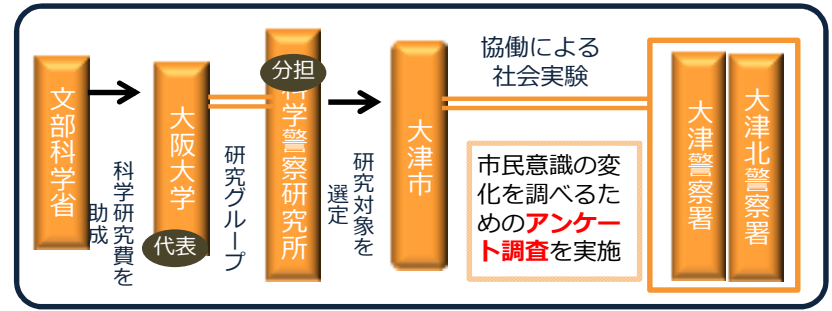 文部科学省
科学研究費を
助成
大阪大学
代表
研究グループ
分担
科学警察研究所
研究対象を
選定
大津市
協働による
社会実験
市民意識の変
化を調べるた
めのアンケー
ト調査を実施
大津警察署
大津北警察署